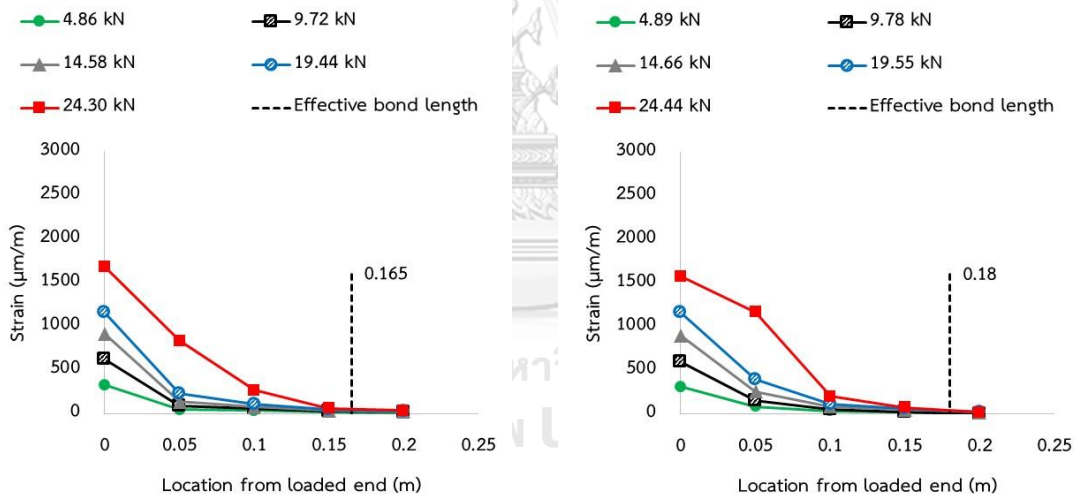 4.86 kN 9.72 kN
14.58 kN 19.44 kN
24.30 kN Effective bond length
3000
2500
2000
1500
1000
500
0
Strain (μm/m)
0.165
0 0.05 0.1 0.15 0.2 0.25
Location from loaded end (m)
4.89 kN 9.78 kN
14.66 kN 19.55 kN
24.44 kN Effective bond length
3000
2500
2000
1500
1000
500
0
Strain (μm/m)
0.18
0 0.05 0.1 0.15 0.2 0.25
Location from loaded end (m)